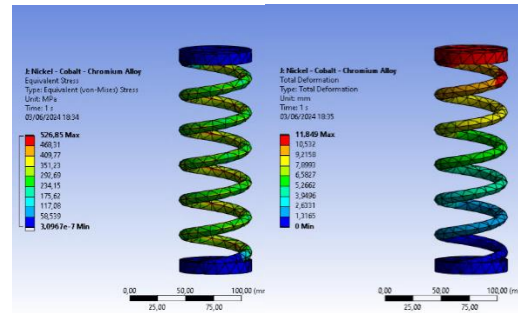 J: Nickel - Cobalt - Chromium Alloy
Equivalent Stress
Type: Equivalent (von-Mises) Stress
Unit: MPa
Time: 1 s
03/06/2024 18:34
526,85 Max
468,31
409,77
351,23
292,69
234,15
175,62
117,08
58,539
3,0967e-7 Min
0,00
50,00
100,00 (mm
25,00
75,00
J: Nickel - Cobalt - Chromium Alloy
Total Deformation
Type: Total Deformation
Unit: mm
Time: 1 s
03/06/2024 18:35
11,849 Max
10,532
9,2158
7,8993
6,5827
5,2662
3,9496
2,6331
1,3165
0 Min
0,00
50,00
100,00 (mm
25,00
75,00